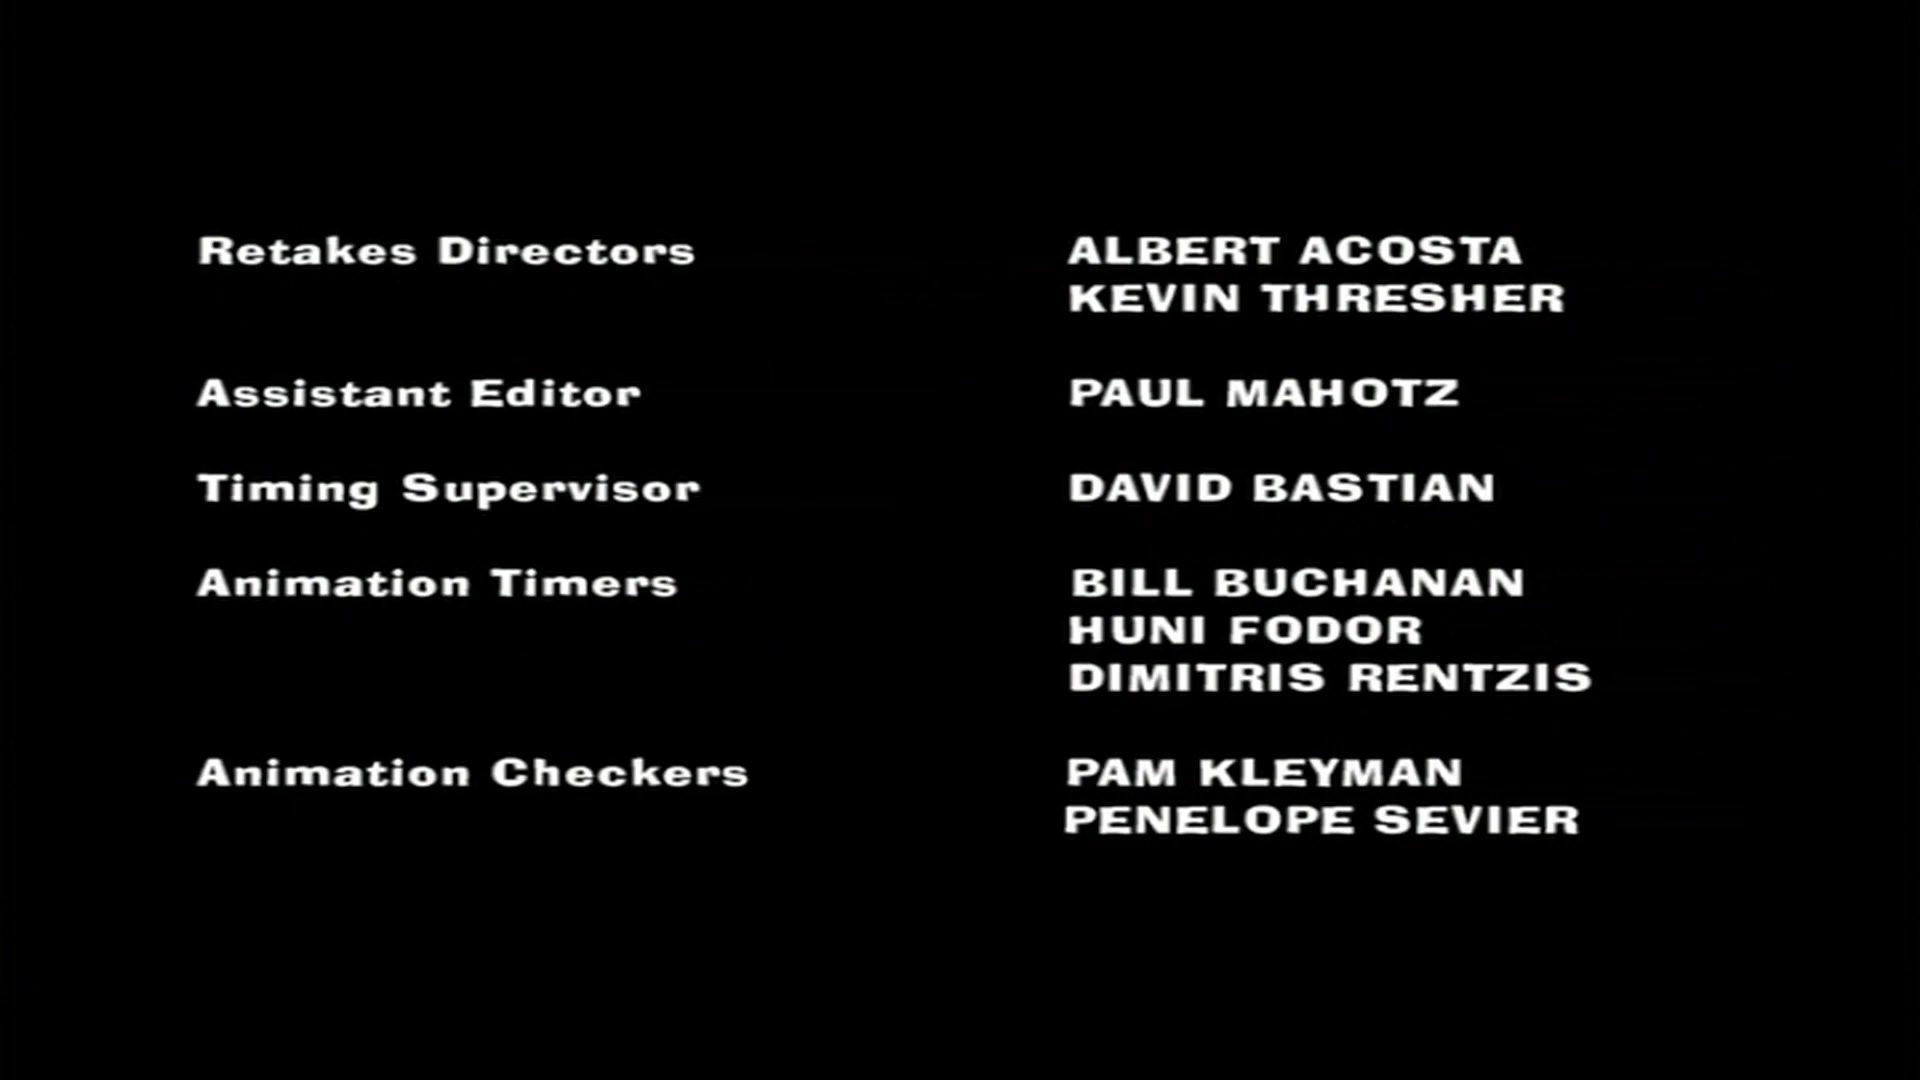 Retakes Directors ALBERT ACOSTA
KEVIN THRESHER
Assistant Editor PAUL MAHOTZ
Timing Supervisor DAVID BASTIAN
Animation Timers BILL BUCHANAN
HUNI FODOR
DIMITRIS RENTZIS
Animation Checkers PAM KLEYMAN
PENELOPE SEVIER